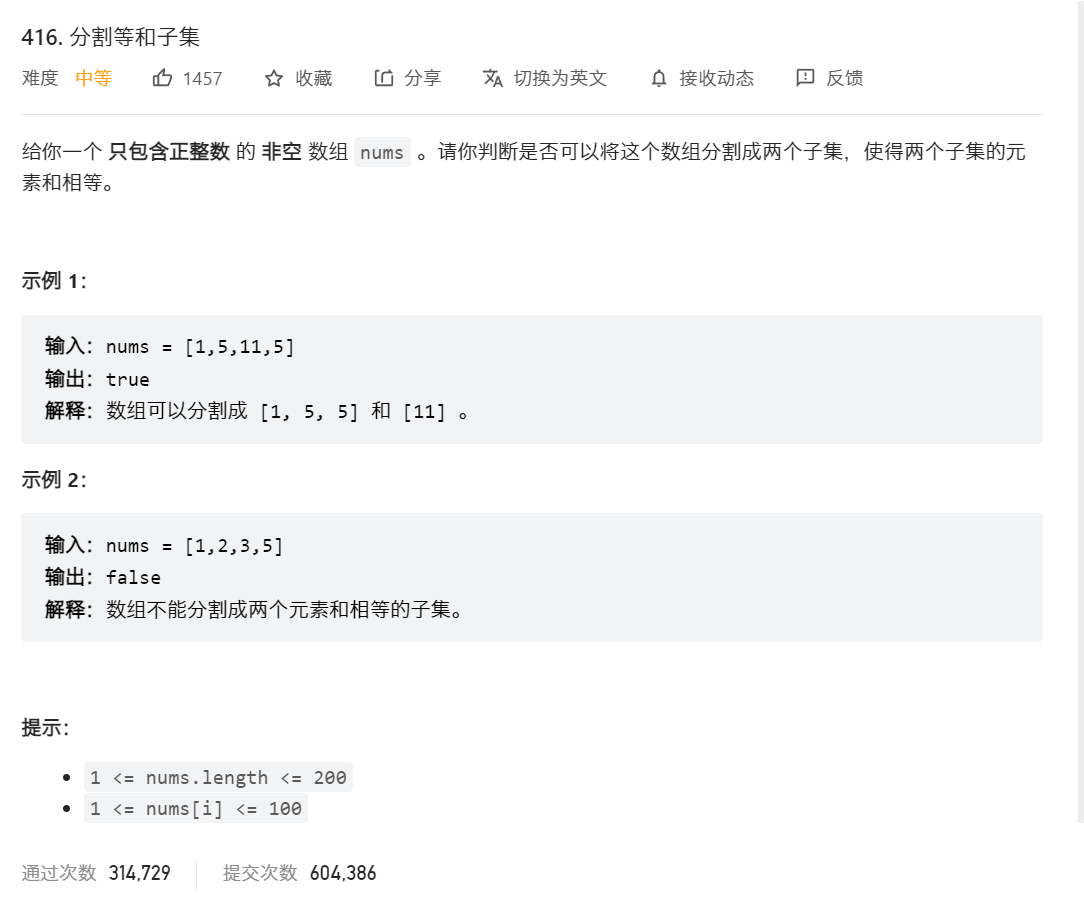 416. 分割等和子集
难度 中等 1457 收藏 分享 切换为英文 接收动态 反馈
给你一个 只包含正整数 的 非空 数组 nums 。请你判断是否可以将这个数组分割成两个子集，使得两个子集的元
素和相等。
示例 1：
输入：nums = [1,5,11,5]
输出：true
解释：数组可以分割成 [1, 5, 5] 和 [11] 。
示例 2：
输入：nums = [1,2,3,5]
输出：false
解释：数组不能分割成两个元素和相等的子集。
提示：
• 1 <= nums.length <= 200
• 1 <= nums[i] <= 100
通过次数 314,729 提交次数 604,386